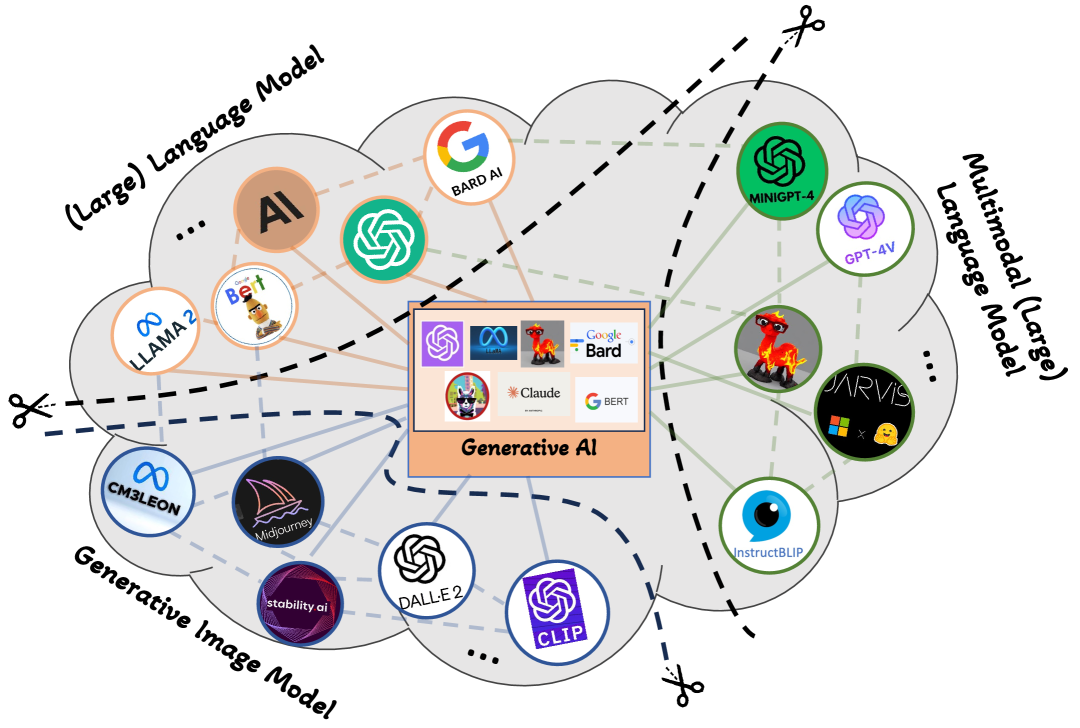 (Large) Language Model
BARD AI
AI
Google
Bert
LLAMA 2
...
MINIGPT-4
GPT-4V
Multimodal (Large)
Language Model
JARVIS
x
InstructBLIP
...
Google
Bard
Claude
G BERT
Generative AI
CM3LEON
Midjourney
stability ai
DALL·E 2
CLIP
...
Generative Image Model